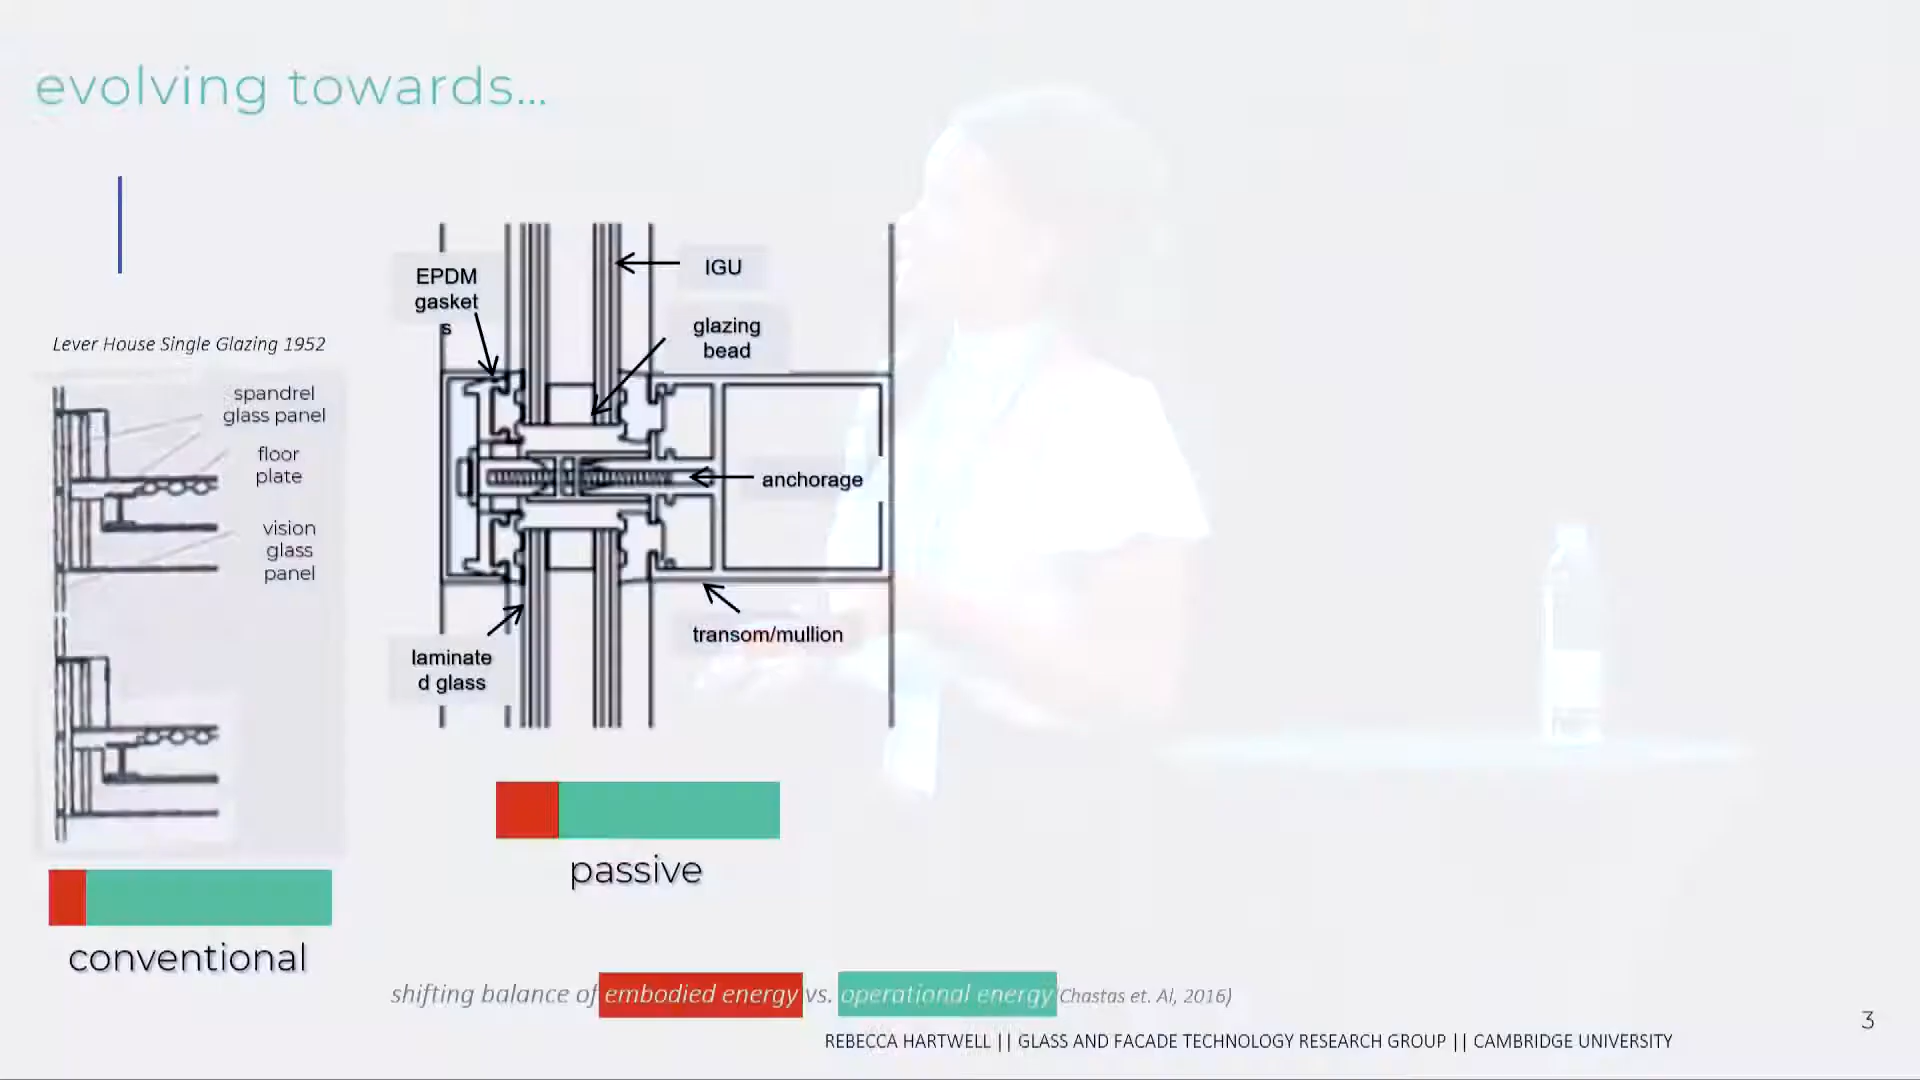 evolving towards...
Lever House Single Glazing 1952
spandrel
glass panel
floor
plate
vision
glass
panel
conventional
EPDM
gasket
s
IGU
glazing
bead
anchorage
transom/mullion
laminate
d glass
passive
shifting balance of embodied energy vs. operational energy (Chastas et. Al, 2016)
REBECCA HARTWELL || GLASS AND FACADE TECHNOLOGY RESEARCH GROUP || CAMBRIDGE UNIVERSITY
3